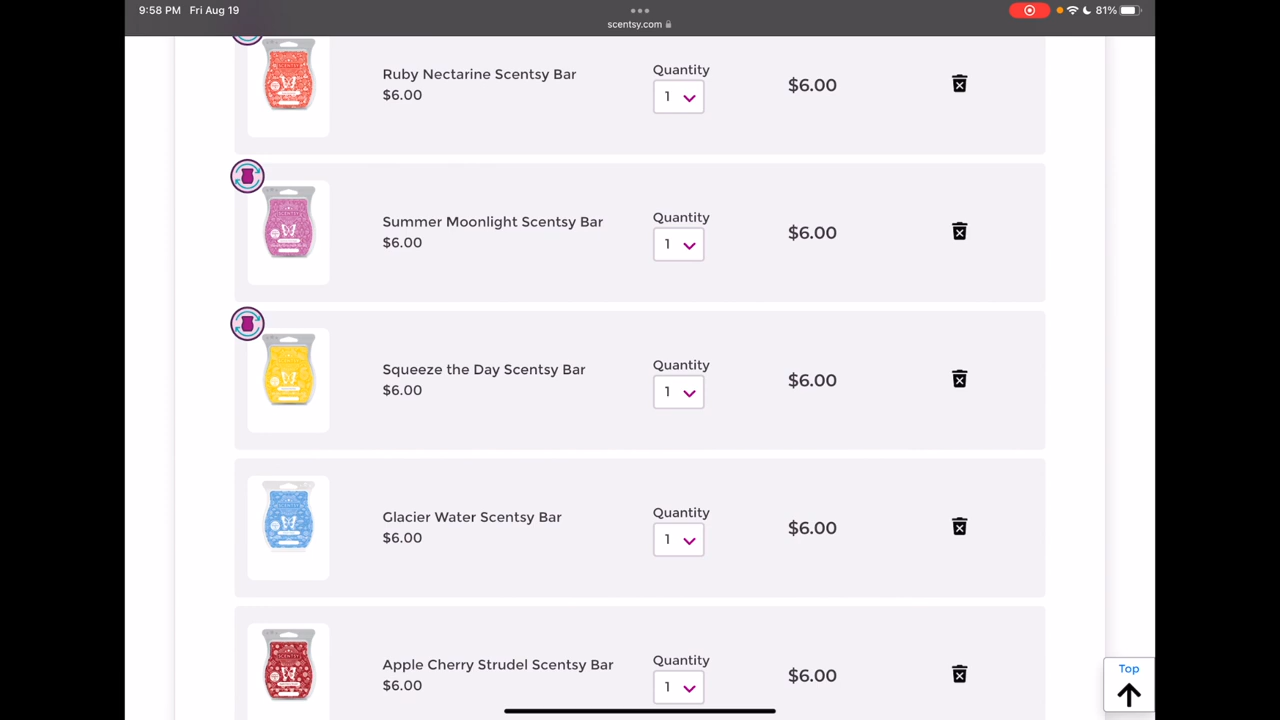 9:58 PM Fri Aug 19
81%
scentsy.com
Ruby Nectarine Scentsy Bar
$6.00
Quantity
1
$6.00
Summer Moonlight Scentsy Bar
$6.00
Quantity
1
$6.00
Squeeze the Day Scentsy Bar
$6.00
Quantity
1
$6.00
Glacier Water Scentsy Bar
$6.00
Quantity
1
$6.00
Apple Cherry Strudel Scentsy Bar
$6.00
Quantity
1
$6.00
Top